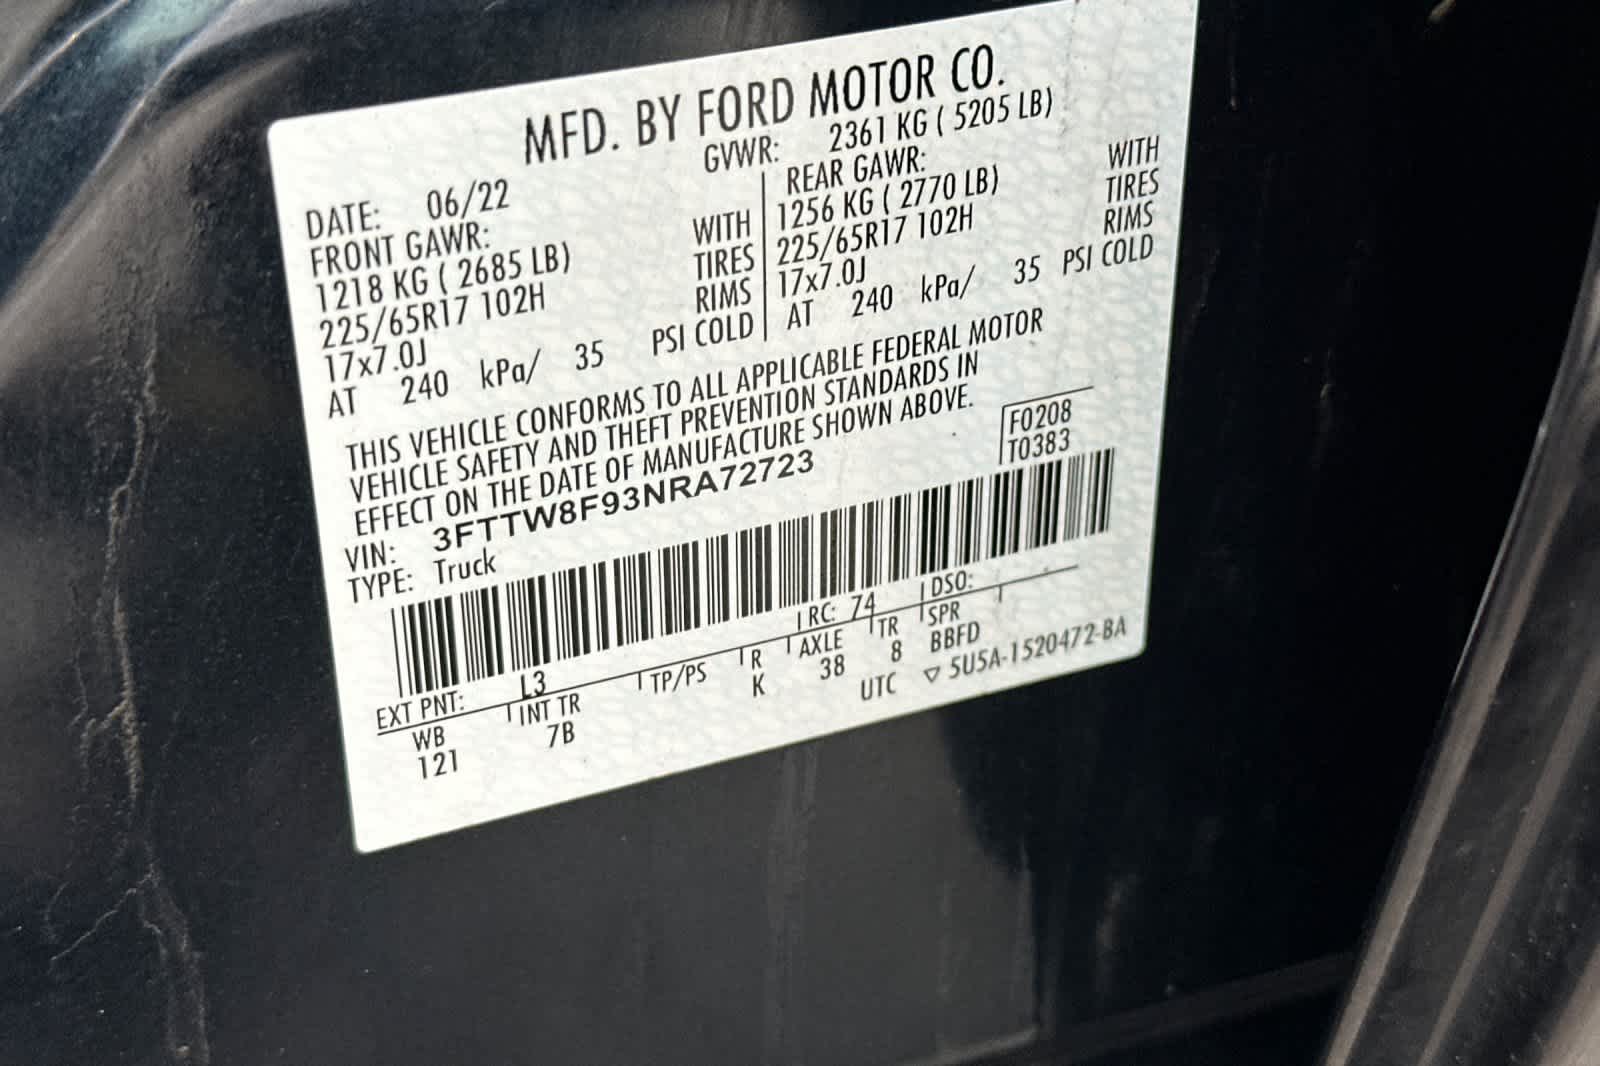 MFD. BY FORD MOTOR CO.
DATE: 06/22 GVWR: 2361 KG ( 5205 LB)
FRONT GAWR: REAR GAWR:
1218 KG ( 2685 LB) WITH 1256 KG ( 2770 LB) WITH
225/65R17 102H TIRES 225/65R17 102H TIRES
17x7.0J RIMS 17x7.0J RIMS
AT 240 kPa/ 35 PSI COLD AT 240 kPa/ 35 PSI COLD
THIS VEHICLE CONFORMS TO ALL APPLICABLE FEDERAL MOTOR
VEHICLE SAFETY AND THEFT PREVENTION STANDARDS IN
EFFECT ON THE DATE OF MANUFACTURE SHOWN ABOVE.
F0208
T0383
VIN: 3FTTW8F93NRA72723
TYPE: Truck
EXT PNT: L3 RC: 74 DSO:
WB INT TR TP/PS R AXLE TR SPR
121 7B K 38 8 BBFD
UTC ▽ 5U5A-1520472-BA